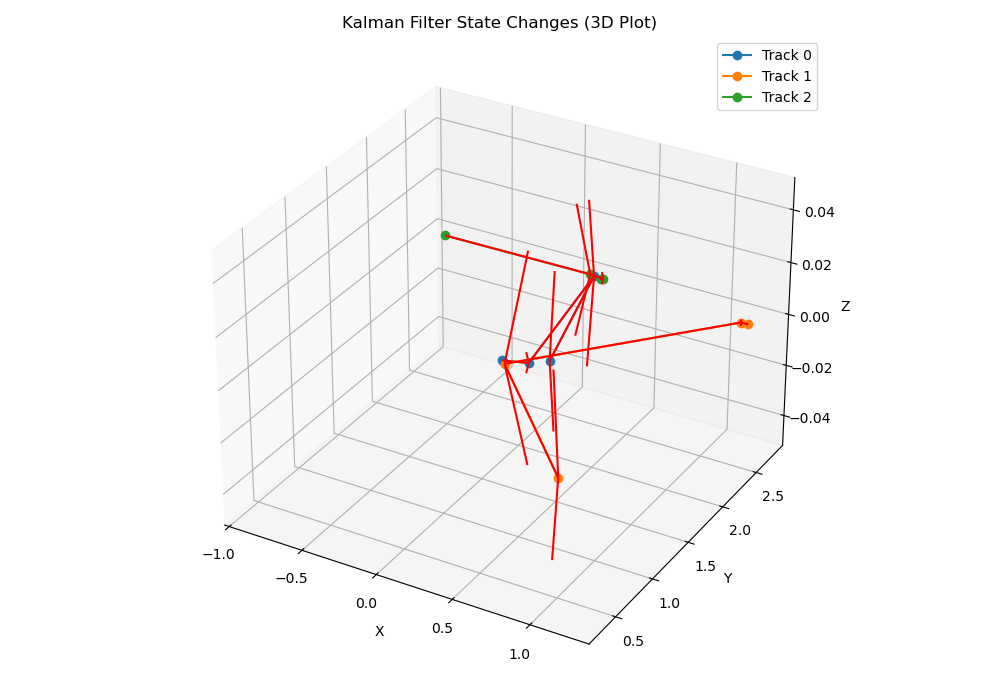 Kalman Filter State Changes (3D Plot)
Track 0
Track 1
Track 2
0.04
0.02
0.00
−0.02
−0.04
Z
2.5
2.0
1.5
1.0
0.5
Y
−1.0
−0.5
0.0
0.5
1.0
X